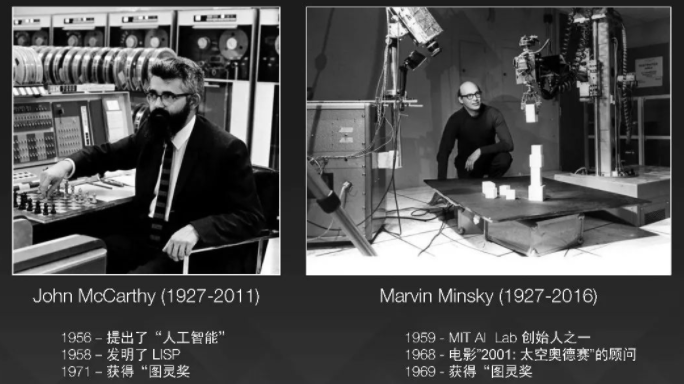 John McCarthy (1927-2011)
1956 – 提出了“人工智能”
1958 – 发明了 LISP
1971 – 获得“图灵奖
Marvin Minsky (1927-2016)
1959 - MIT AI Lab 创始人之一
1968 - 电影"2001: 太空奥德赛"的顾问
1969 - 获得“图灵奖